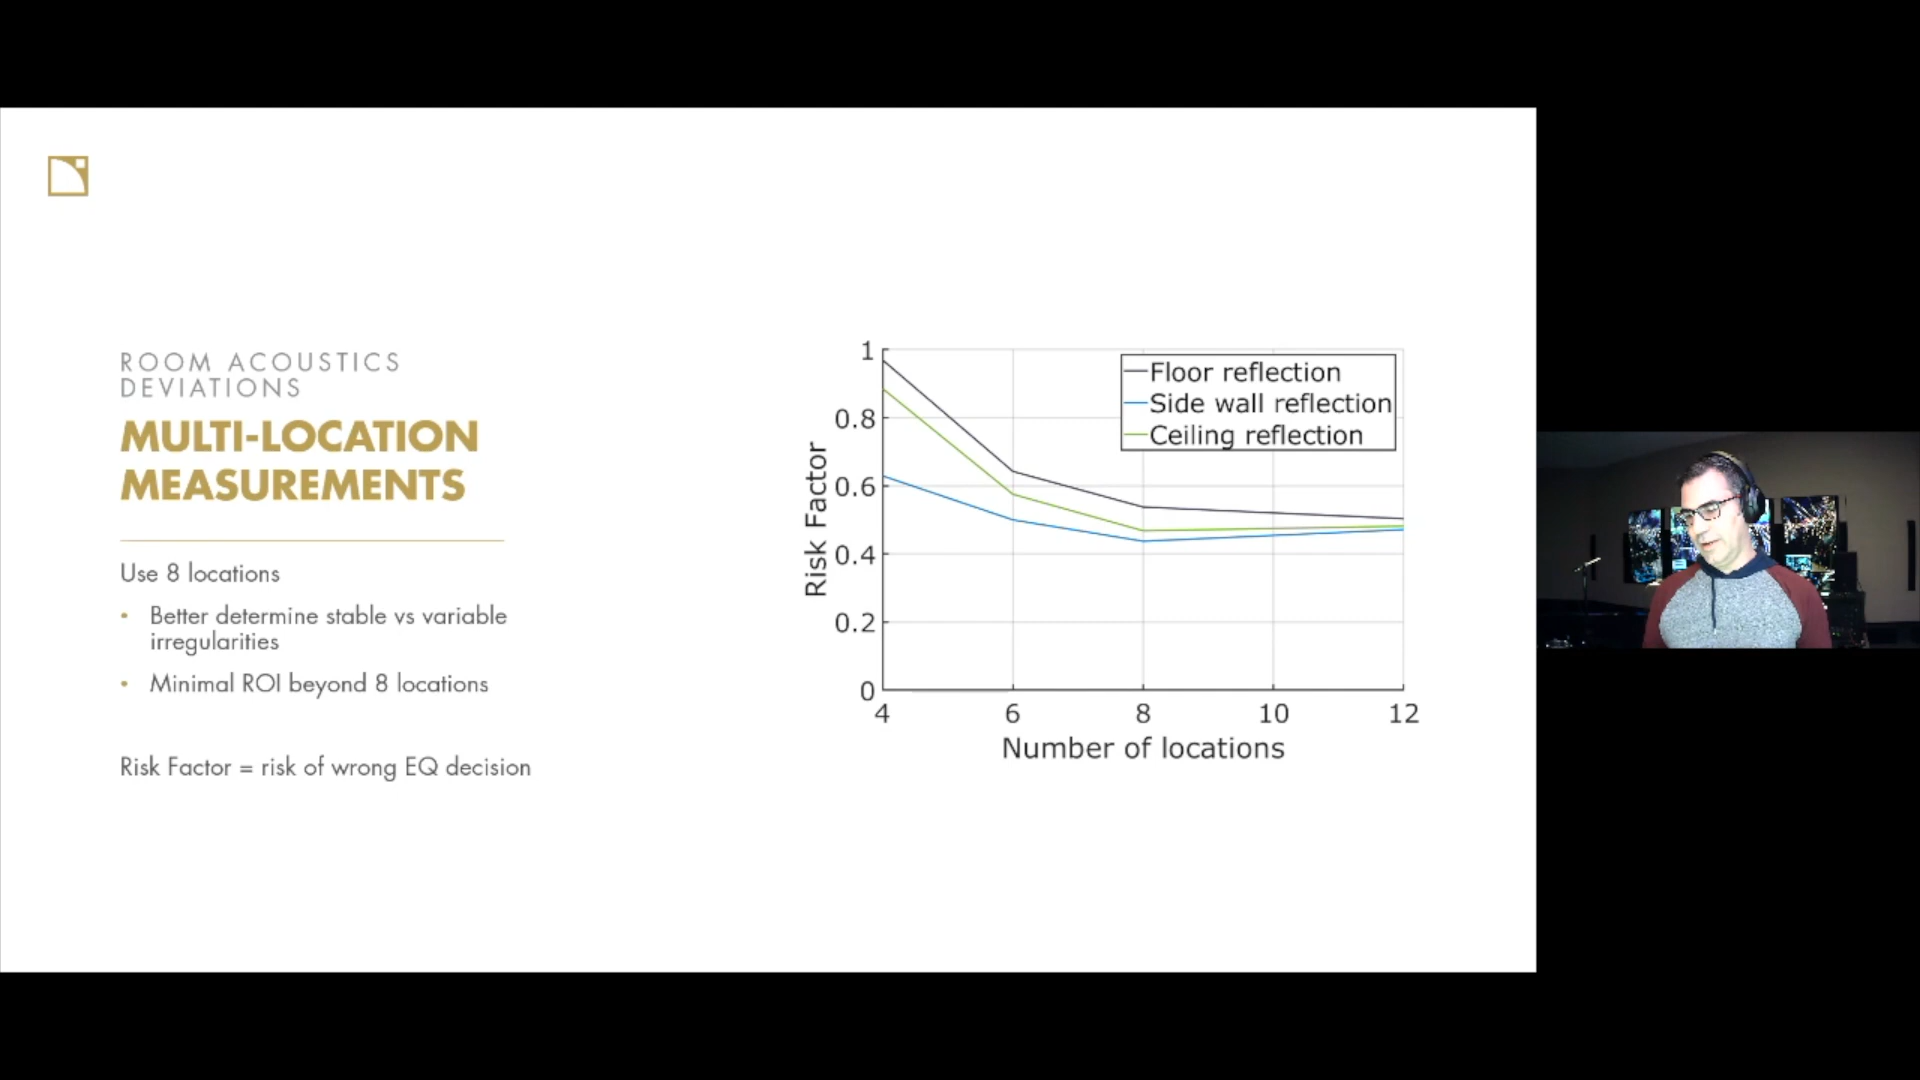 ROOM ACOUSTICS
DEVIATIONS
MULTI-LOCATION
MEASUREMENTS
Use 8 locations
• Better determine stable vs variable
irregularities
• Minimal ROI beyond 8 locations
Risk Factor = risk of wrong EQ decision
Floor reflection
Side wall reflection
Ceiling reflection
Risk Factor
1
0.8
0.6
0.4
0.2
0
4 6 8 10 12
Number of locations